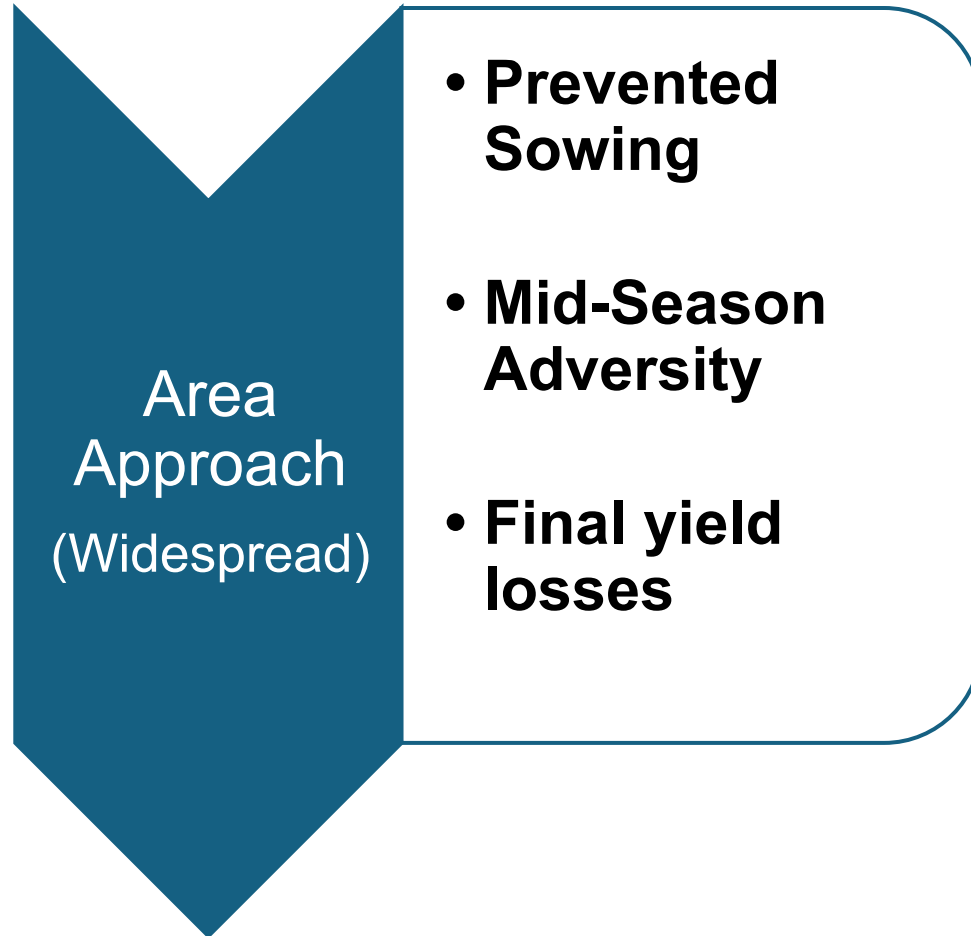 Area
Approach
(Widespread)
• Prevented
Sowing
• Mid-Season
Adversity
• Final yield
losses